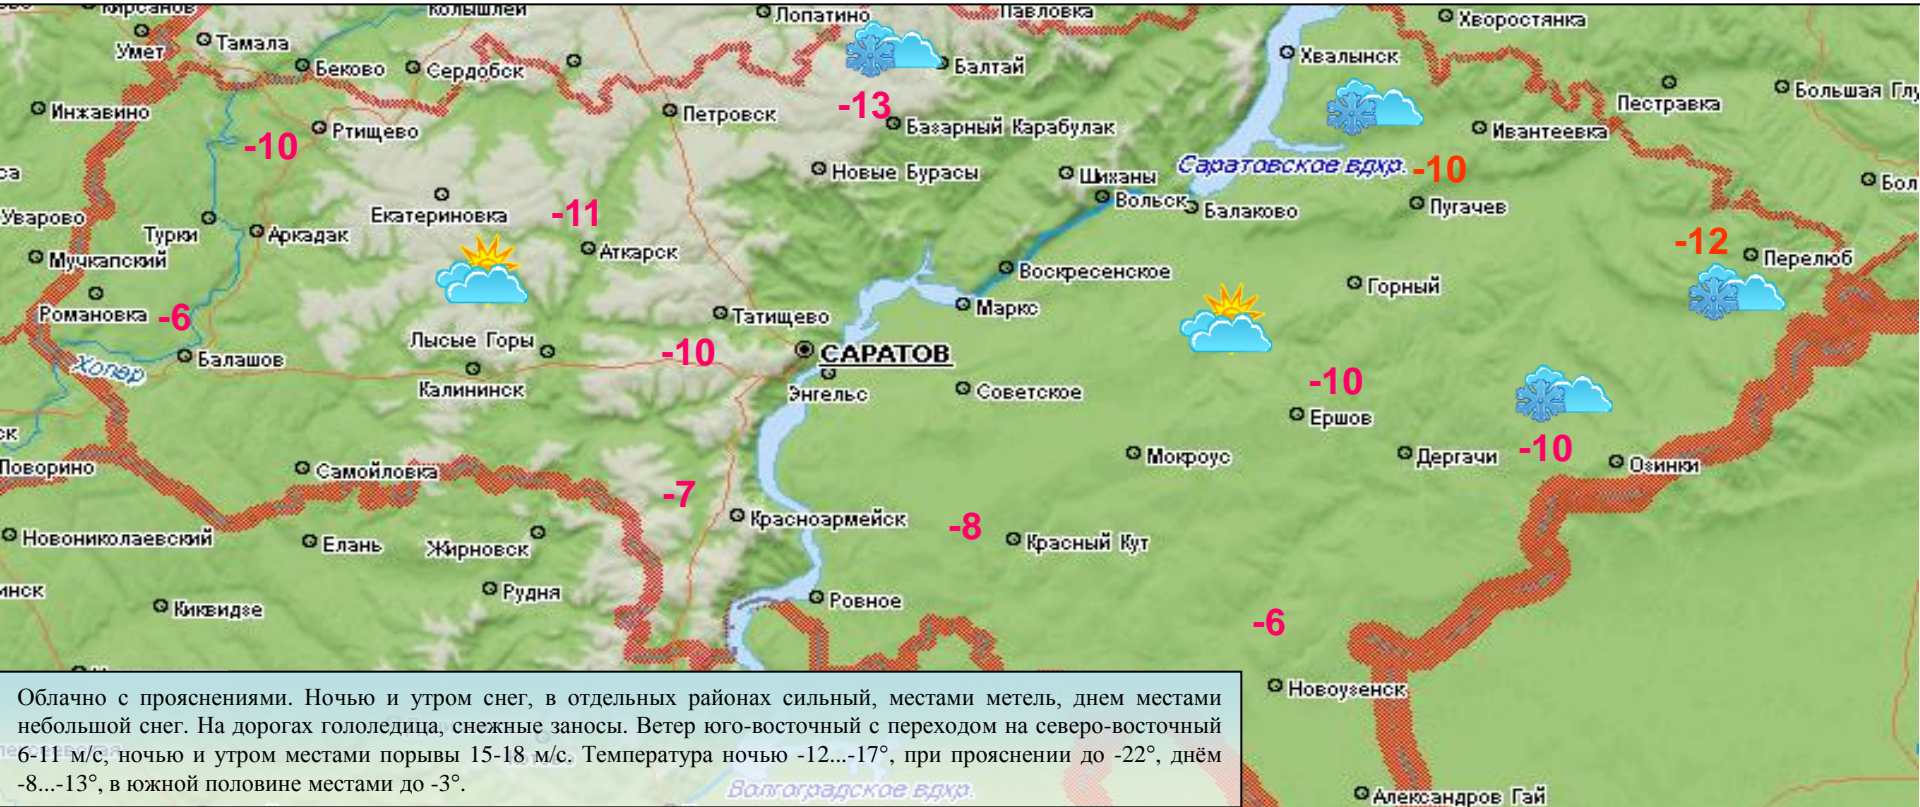 Кирсанов
Колышлей
Лопатино
Павловка
Хворостянка
Умет
Тамала
Беково
Сердобск
Балтай
Хвалынск
Пестравка
Большая Глу
Инжавино
-10
Ртищево
Петровск
-13
Базарный Карабулак
Ивантеевка
Новые Бурасы
Шиханы
Саратовское вдхр.
-10
Вольск
Балаково
Пугачев
Бол
Уварово
Турки
Аркадак
Екатериновка
-11
Аткарск
-12
Перелюб
Мучкапский
Воскресенское
Горный
Романовка
-6
Маркс
Татищево
Лысые Горы
-10
САРАТОВ
Хопер
Балашов
Калининск
Энгельс
Советское
-10
Ершов
ск
Поворино
Самойловка
Мокроус
Дергачи
-10
Озинки
-7
Красноармейск
-8
Красный Кут
Новониколаевский
Елань
Жирновск
инск
Киквидзе
Рудня
Ровное
-6
Новоузенск
Облачно с прояснениями. Ночью и утром снег, в отдельных районах сильный, местами метель, днем местами
небольшой снег. На дорогах гололедица, снежные заносы. Ветер юго-восточный с переходом на северо-восточный
6-11 м/с, ночью и утром местами порывы 15-18 м/с. Температура ночью -12...-17°, при прояснении до -22°, днём
-8...-13°, в южной половине местами до -3°.
Волгоградское вдхр.
Александров Гай